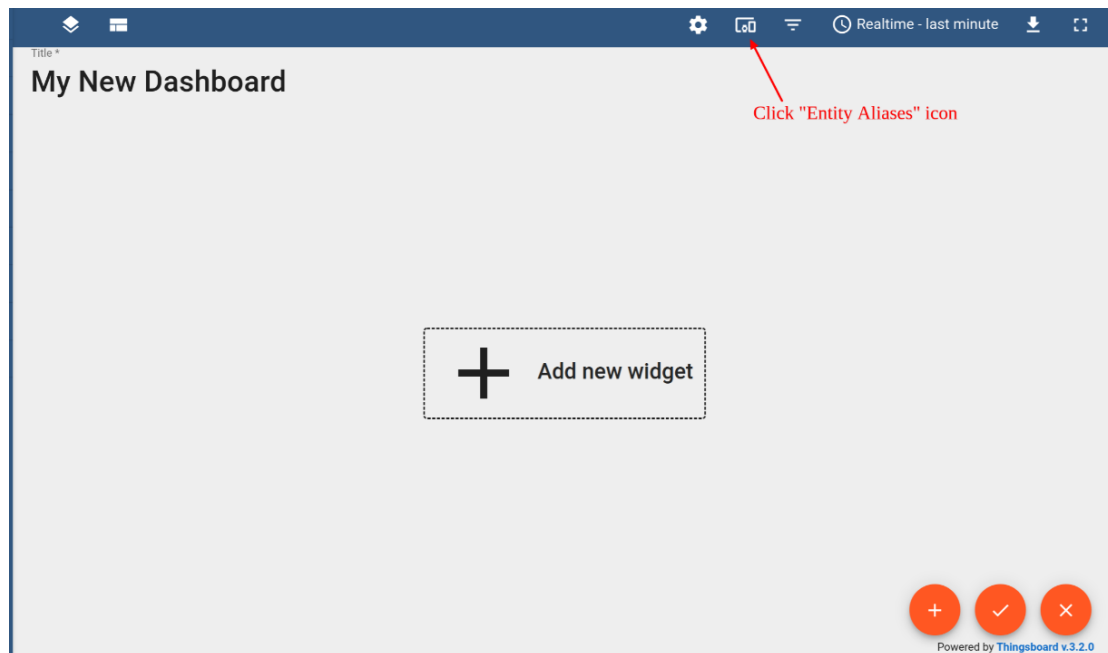 Realtime - last minute
Title *
My New Dashboard
Click "Entity Aliases" icon
Add new widget
Powered by Thingsboard v.3.2.0